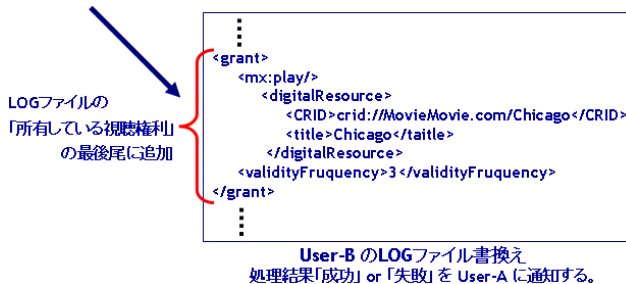 <grant>
<mx:play/>
<digitalResource>
<CRID>crid://MovieMovie.com/Chicago</CRID>
<title>Chicago</taitle>
</digitalResource>
<validityFruquency>3</validityFruquency>
</grant>
LOGファイルの
「所有している視聴権利」
の最後尾に追加
User-B のLOGファイル書換え
処理結果「成功」 or 「失敗」を User-A に通知する。